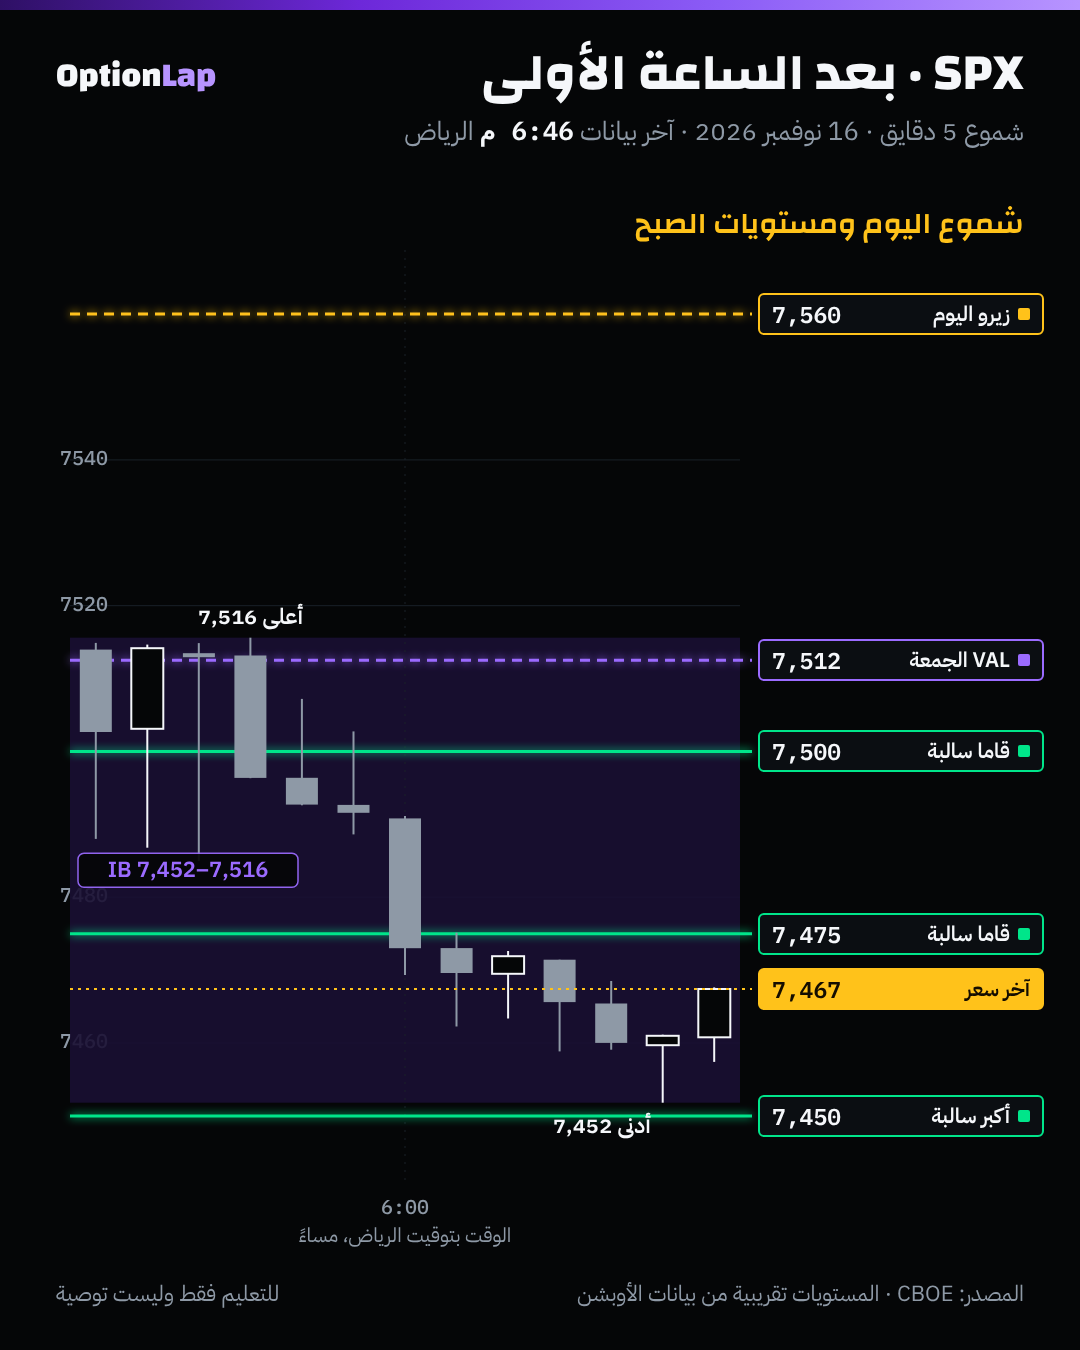 SPX · بعد الساعة الأولى
OptionLap
شموع 5 دقايق · 16 نوفمبر 2026 · آخر بيانات 6:46 م الرياض
شموع اليوم ومستويات الصبح
زيرو اليوم 7,560
7540
7520
أعلى 7,516
VAL الجمعة 7,512
قاما سالبة 7,500
IB 7,452–7,516
7480
قاما سالبة 7,475
آخر سعر 7,467
7460
أكبر سالبة 7,450
أدنى 7,452
6:00
الوقت بتوقيت الرياض، مساءً
المصدر: CBOE · المستويات تقريبية من بيانات الأوبشن
للتعليم فقط وليست توصية